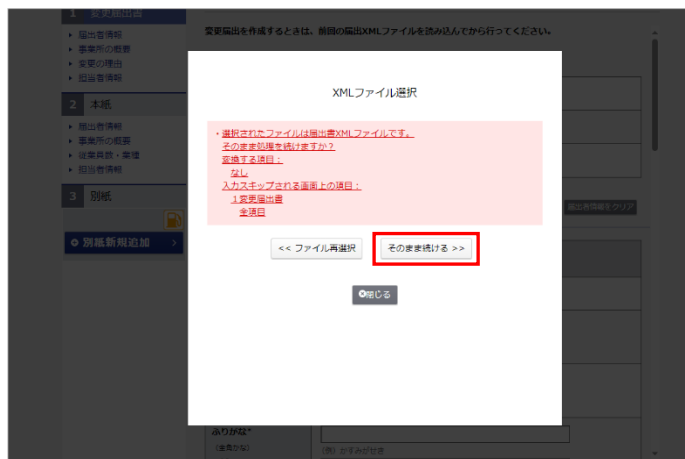 1 変更届出書
変更届出を作成するときは、前回の届出XMLファイルを読み込んでから行ってください。
届出者情報
事業所の概要
変更の理由
担当者情報
2 本紙
届出者情報
事業所の概要
従業員数・業種
担当者情報
3 別紙
別紙新規追加 >
XMLファイル選択
・選択されたファイルは届出書XMLファイルです。
そのまま処理を続けますか？
変換する項目：
なし
入力スキップされる画面上の項目：
1変更届出書
全項目
<< ファイル再選択
そのまま続ける >>
閉じる
届出者情報をクリア
ふりがな*
(全角かな)
(例) かすみがせき